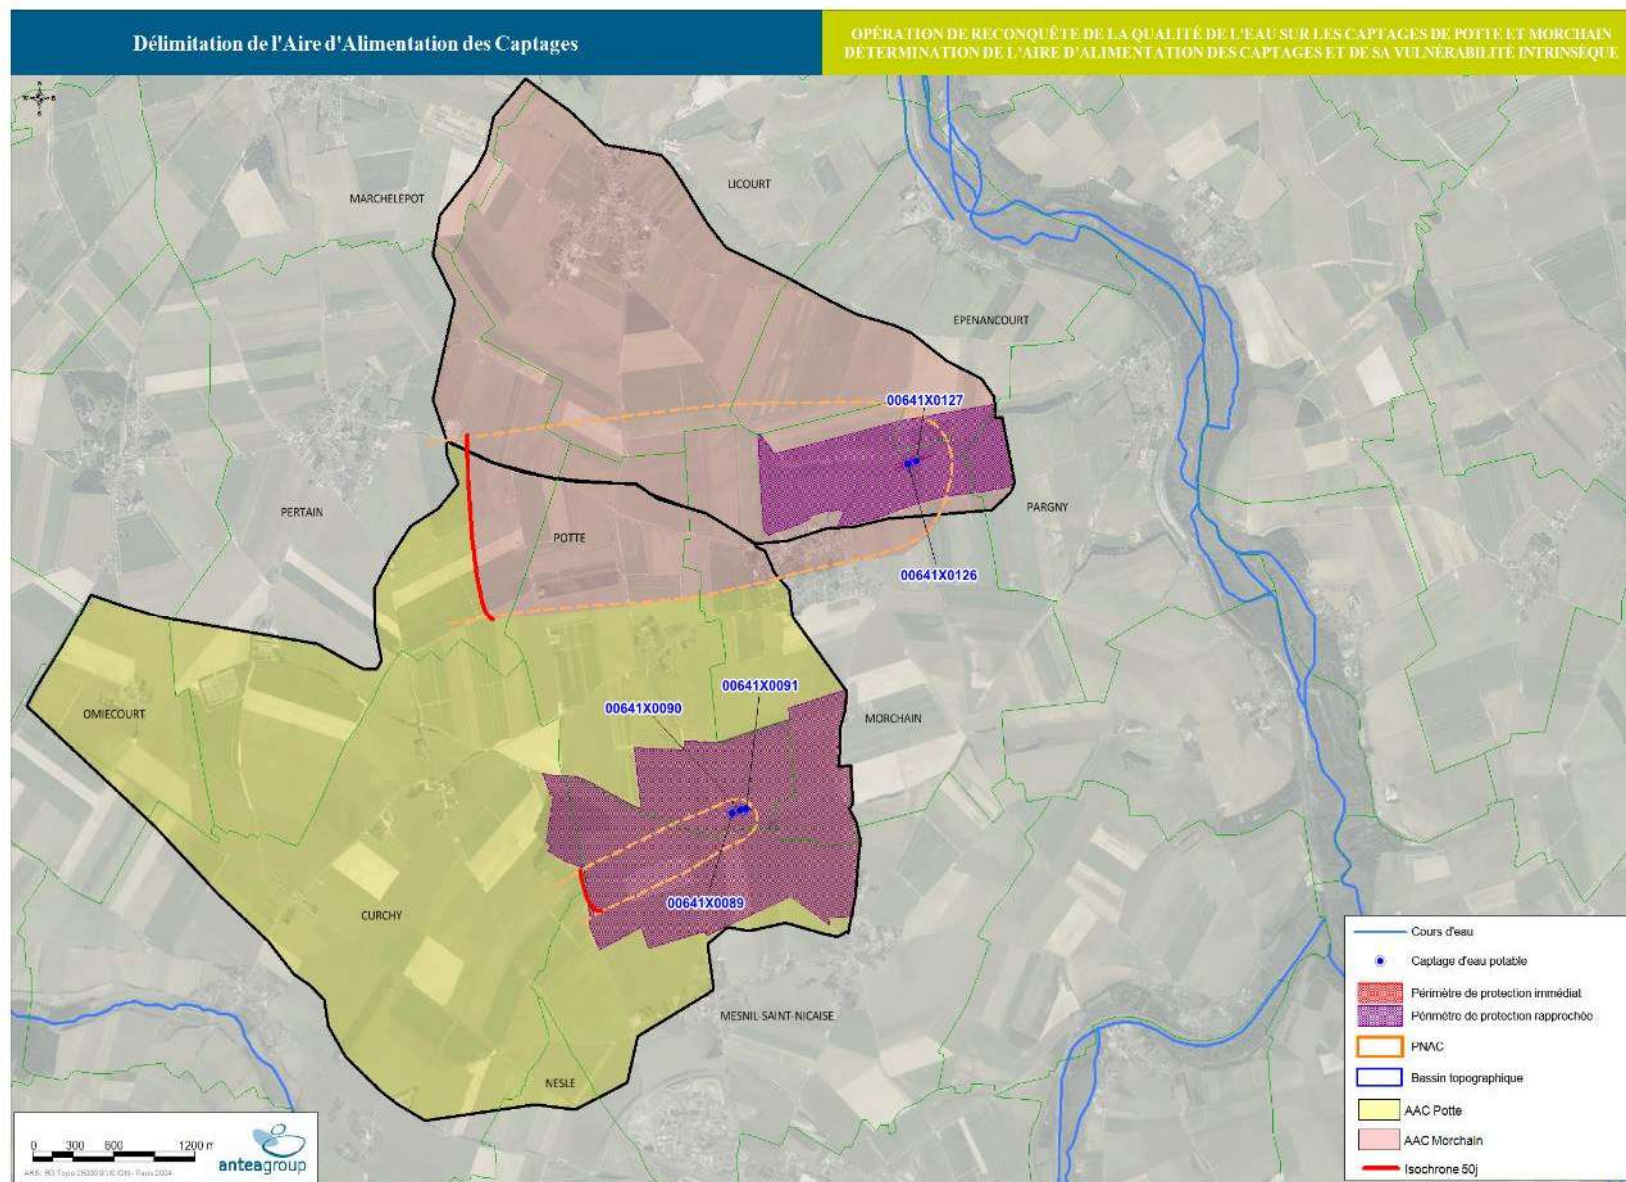 Délimitation de l'Aire d'Alimentation des Captages
OPÉRATION DE RECONQUÊTE DE LA QUALITÉ DE L'EAU SUR LES CAPTAGES DE POTTE ET MORCHAIN
DÉTERMINATION DE L'AIRE D'ALIMENTATION DES CAPTAGES ET DE SA VULNÉRABILITÉ INTRINSÈQUE
LICOURT
MARCHELEPOT
EPENANCOURT
00641X0127
PERTAIN
PARGNY
POTTE
00641X0126
00641X0091
00641X0090
OMIECOURT
MORCHAIN
00641X0089
CURCHY
MESNIL-SAINT-NICAISE
NESLE
Cours d'eau
Captage d'eau potable
Périmètre de protection immédiat
Périmètre de protection rapprochée
PNAC
Bassin topographique
AAC Potte
AAC Morchain
Isochrone 50j
0 300 600 1200 m
anteagroup